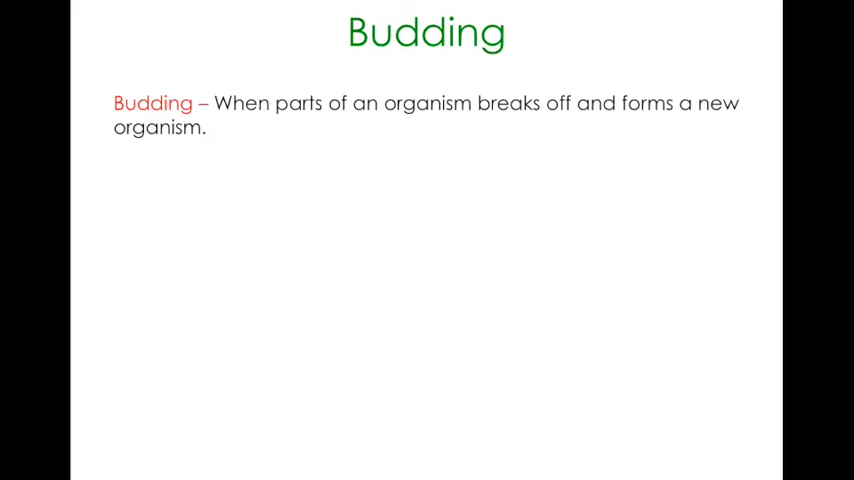 Budding
Budding – When parts of an organism breaks off and forms a new
organism.